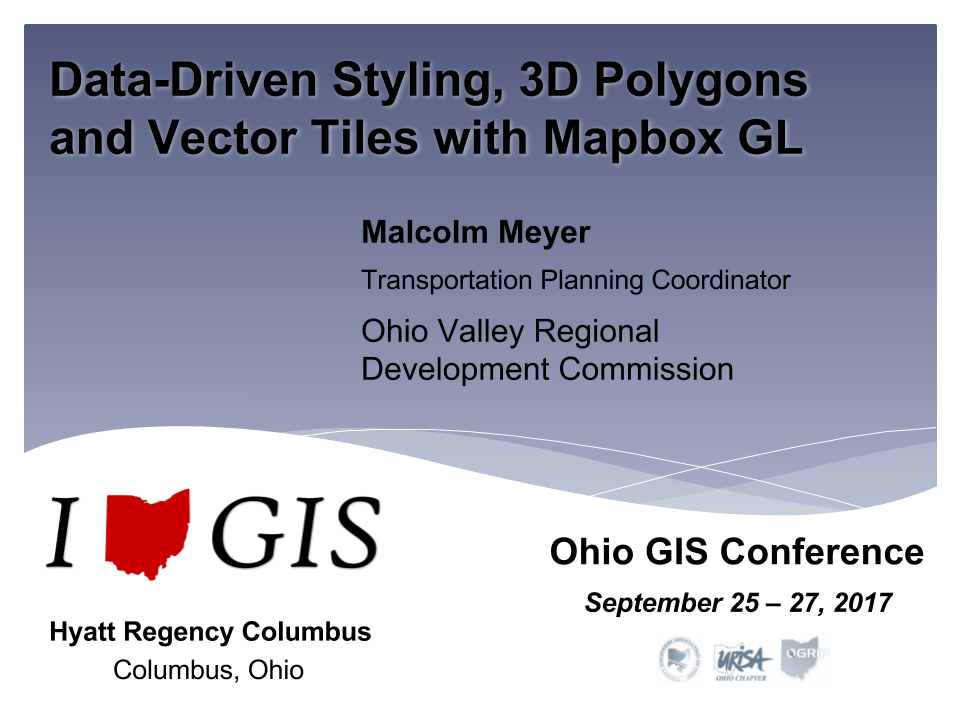 Data-Driven Styling, 3D Polygons
and Vector Tiles with Mapbox GL
Malcolm Meyer
Transportation Planning Coordinator
Ohio Valley Regional
Development Commission
I GIS
Hyatt Regency Columbus
Columbus, Ohio
Ohio GIS Conference
September 25 – 27, 2017
URISA
OHIO CHAPTER
OGRIP